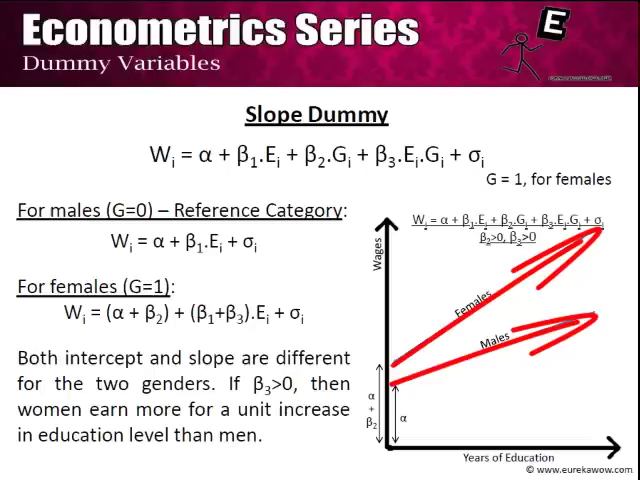 Econometrics Series
Dummy Variables
E
www.eurekawow.com
Slope Dummy
Wᵢ = α + β₁.Eᵢ + β₂.Gᵢ + β₃.Eᵢ.Gᵢ + σᵢ
G = 1, for females
For males (G=0) – Reference Category:
Wᵢ = α + β₁.Eᵢ + σᵢ
For females (G=1):
Wᵢ = (α + β₂) + (β₁+β₃).Eᵢ + σᵢ
Both intercept and slope are different
for the two genders. If β₃>0, then
women earn more for a unit increase
in education level than men.
Wᵢ = α + β₁.Eᵢ + β₂.Gᵢ + β₃.Eᵢ.Gᵢ + σᵢ
β₂>0, β₃>0
Wages
Females
Males
α
+
β₂
α
Years of Education
© www.eurekawow.com